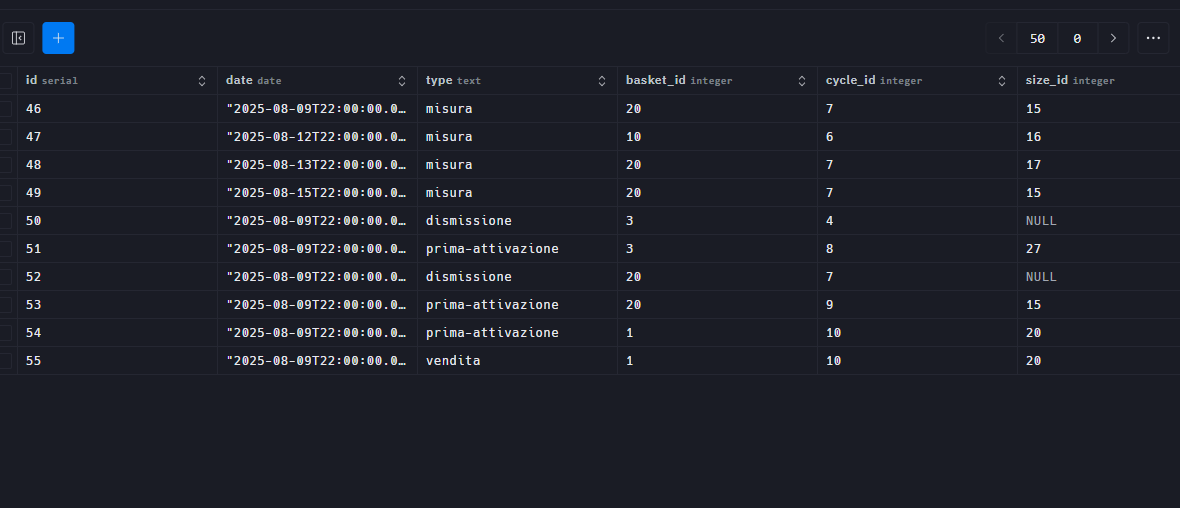 50 0
id serial date date type text basket_id integer cycle_id integer size_id integer
46 "2025-08-09T22:00:00.0… misura 20 7 15
47 "2025-08-12T22:00:00.0… misura 10 6 16
48 "2025-08-13T22:00:00.0… misura 20 7 17
49 "2025-08-15T22:00:00.0… misura 20 7 15
50 "2025-08-09T22:00:00.0… dismissione 3 4 NULL
51 "2025-08-09T22:00:00.0… prima-attivazione 3 8 27
52 "2025-08-09T22:00:00.0… dismissione 20 7 NULL
53 "2025-08-09T22:00:00.0… prima-attivazione 20 9 15
54 "2025-08-09T22:00:00.0… prima-attivazione 1 10 20
55 "2025-08-09T22:00:00.0… vendita 1 10 20